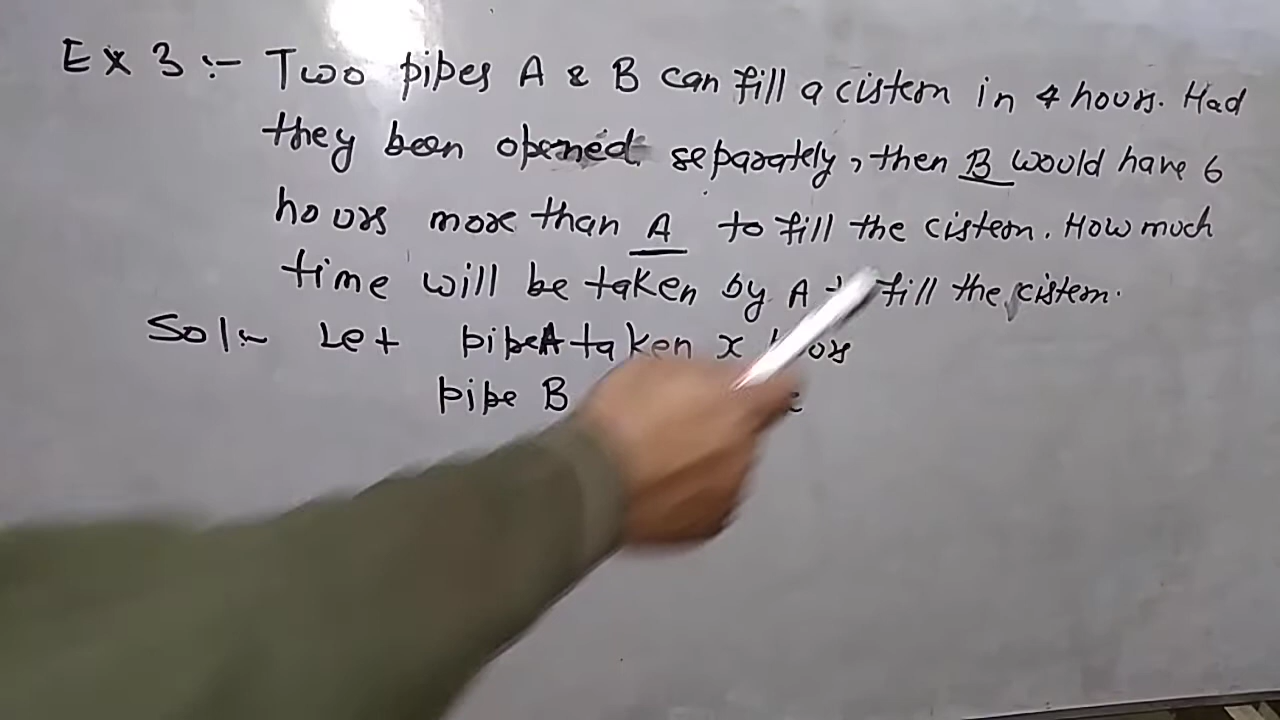 Ex 3 :- Two pipes A & B can fill a cistern in 4 hours. Had
they been opened separately, then B would have 6
hours more than A to fill the cistern. How much
time will be taken by A fill the cistern.
Sol:- Let pipe A taken x
pipe B